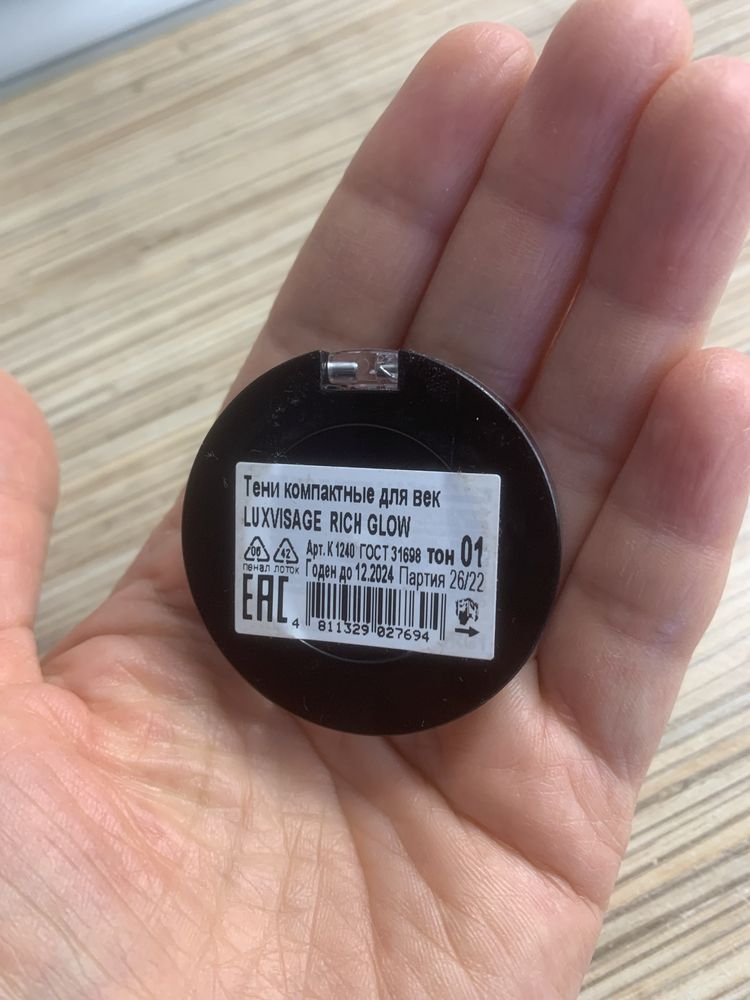 Тени компактные для век
LUXVISAGE RICH GLOW
06 42 Арт. К 1240 ГОСТ 31698 тон 01
пенал лоток Годен до 12.2024 Партия 26/22
EAC
4 811329 027694